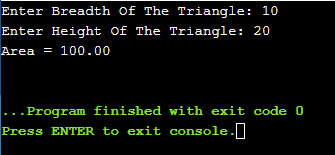 Enter Breadth Of The Triangle: 10
Enter Height Of The Triangle: 20
Area = 100.00
...Program finished with exit code 0
Press ENTER to exit console.